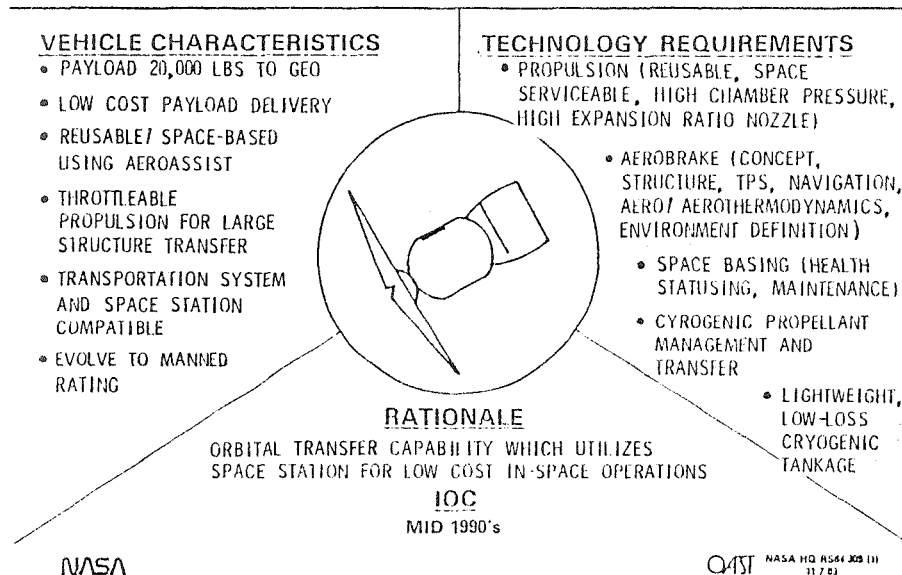 VEHICLE CHARACTERISTICS
• PAYLOAD 20,000 LBS TO GEO
• LOW COST PAYLOAD DELIVERY
• REUSABLE/ SPACE-BASED
USING AEROASSIST
• THROTTLEABLE
PROPULSION FOR LARGE
STRUCTURE TRANSFER
• TRANSPORTATION SYSTEM
AND SPACE STATION
COMPATIBLE
• EVOLVE TO MANNED
RATING
TECHNOLOGY REQUIREMENTS
• PROPULSION (REUSABLE, SPACE
SERVICEABLE, HIGH CHAMBER PRESSURE,
HIGH EXPANSION RATIO NOZZLE)
• AEROBRAKE (CONCEPT,
STRUCTURE, TPS, NAVIGATION,
AERO/ AEROTHERMODYNAMICS,
ENVIRONMENT DEFINITION)
• SPACE BASING (HEALTH
STATUSING, MAINTENANCE)
• CYROGENIC PROPELLANT
MANAGEMENT AND
TRANSFER
• LIGHTWEIGHT,
LOW-LOSS
CRYOGENIC
TANKAGE
RATIONALE
ORBITAL TRANSFER CAPABILITY WHICH UTILIZES
SPACE STATION FOR LOW COST IN-SPACE OPERATIONS
IOC
MID 1990's
NASA
OAST NASA HQ